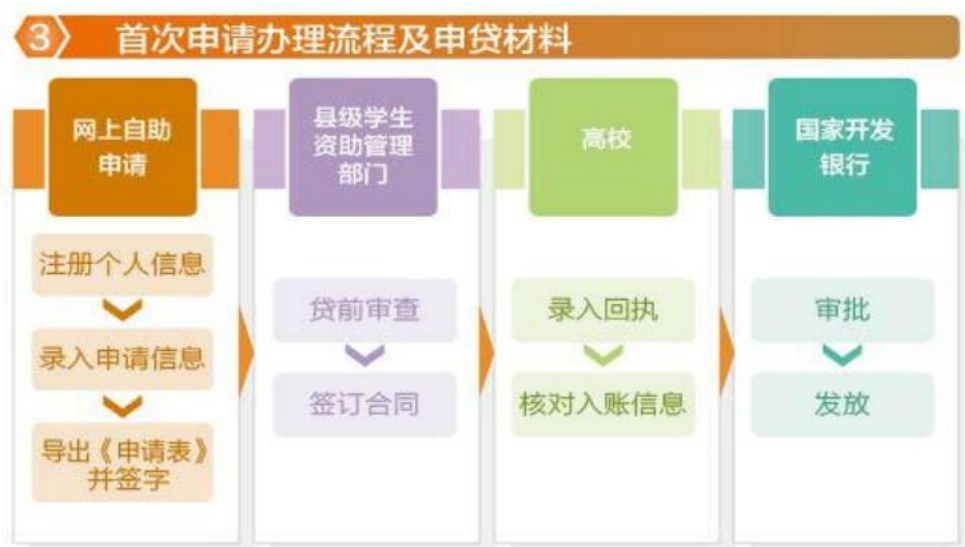 3 首次申请办理流程及申贷材料
网上自助
申请
注册个人信息
录入申请信息
导出《申请表》
并签字
县级学生
资助管理
部门
贷前审查
签订合同
高校
录入回执
核对入账信息
国家开发
银行
审批
发放